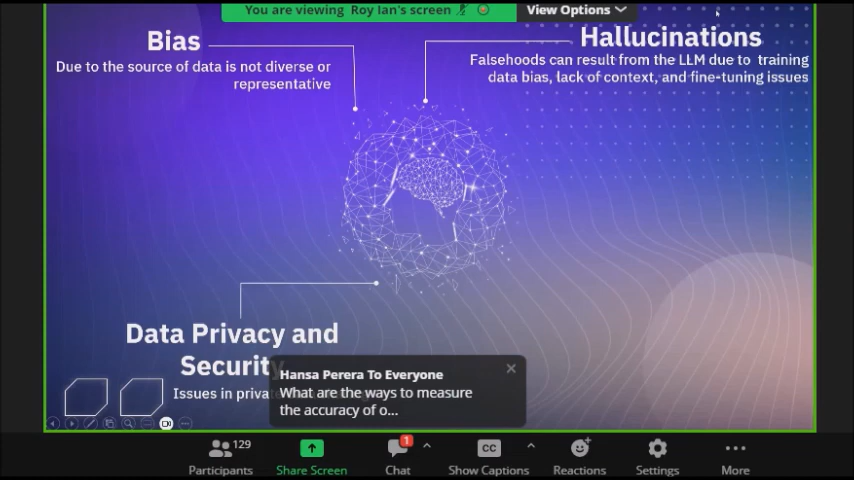 You are viewing Roy Ian's screen
View Options
Bias
Due to the source of data is not diverse or
representative
Hallucinations
Falsehoods can result from the LLM due to training
data bias, lack of context, and fine-tuning issues
Data Privacy and
Security
Issues in
Hansa Perera To Everyone
What are the ways to measure
the accuracy of o...
129
1
CC
Participants
Share Screen
Chat
Show Captions
Reactions
Settings
More